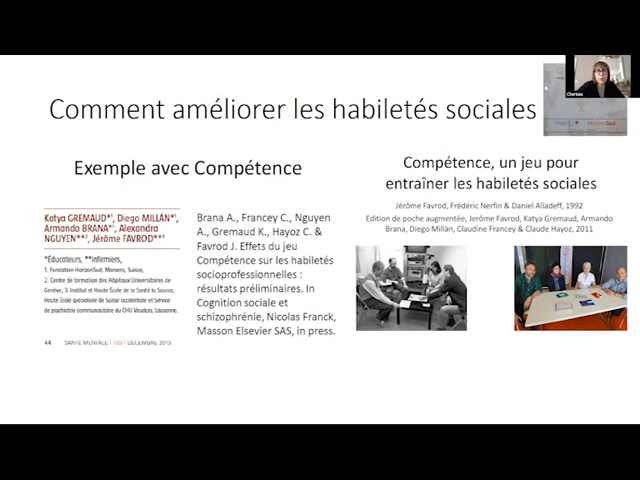 Comment améliorer les habiletés sociales
Exemple avec Compétence
Katya GREMAUD*¹, Diego MILLÁN*¹,
Armando BRANA*¹, Alexandra
NGUYEN**², Jérôme FAVROD**³
*Éducateurs, **Infirmiers,
1. Fondation HorizonSud, Marsens, Suisse,
2. Centre de formation des Hôpitaux Universitaires de
Genève, 3. Institut et Haute École de la Santé la Source,
Haute École spécialisée de Suisse occidentale et Service
de psychiatrie communautaire du CHU Vaudois, Lausanne.
44 SANTÉ MENTALE | 183 | DÉCEMBRE 2013
Brana A., Francey C., Nguyen
A., Gremaud K., Hayoz C. &
Favrod J. Effets du jeu
Compétence sur les habiletés
socioprofessionnelles :
résultats préliminaires. In
Cognition sociale et
schizophrénie, Nicolas Franck,
Masson Elsevier SAS, in press.
Compétence, un jeu pour
entraîner les habiletés sociales
Jérôme Favrod, Frédéric Nerfin & Daniel Alladeff, 1992
Edition de poche augmentée, Jerôme Favrod, Katya Gremaud, Armando
Brana, Diego Millàn, Claudine Francey & Claude Hayoz, 2011
HorizonSud